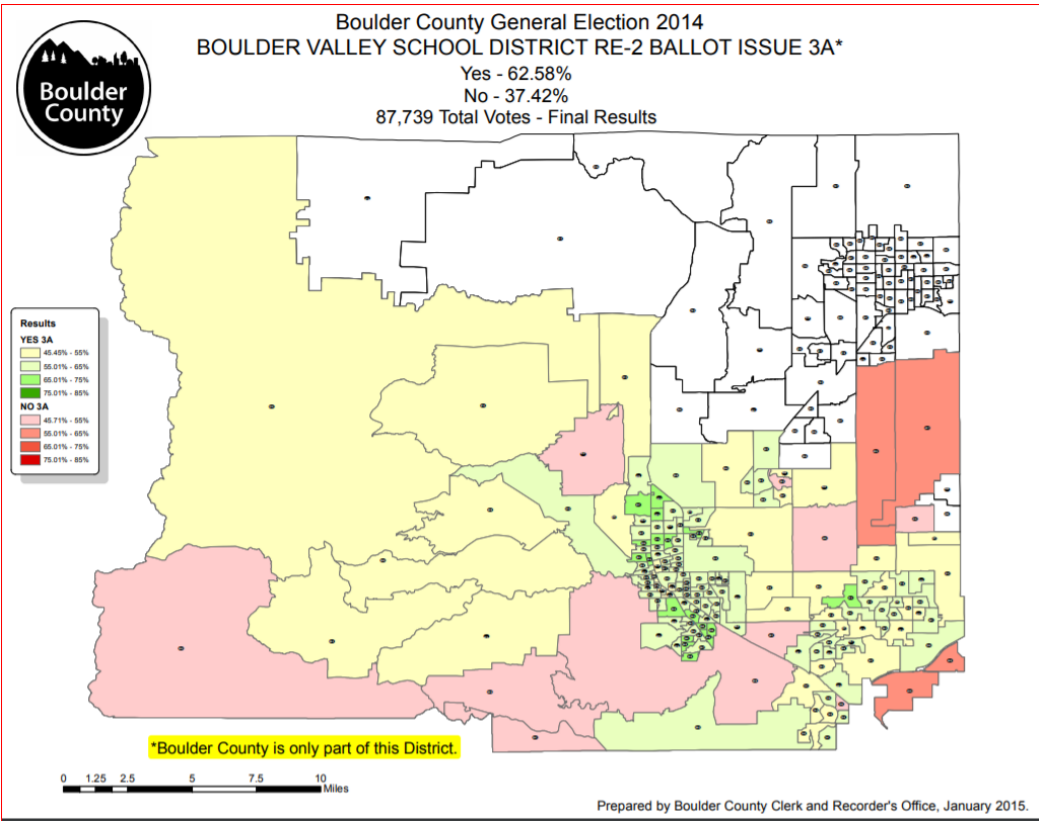 Boulder County General Election 2014
BOULDER VALLEY SCHOOL DISTRICT RE-2 BALLOT ISSUE 3A*
Yes - 62.58%
No - 37.42%
87,739 Total Votes - Final Results
Boulder
County
Results
YES 3A
45.45% - 55%
55.01% - 65%
65.01% - 75%
75.01% - 85%
NO 3A
45.71% - 55%
55.01% - 65%
65.01% - 75%
75.01% - 85%
*Boulder County is only part of this District.
0 1.25 2.5 5 7.5 10
Miles
Prepared by Boulder County Clerk and Recorder's Office, January 2015.